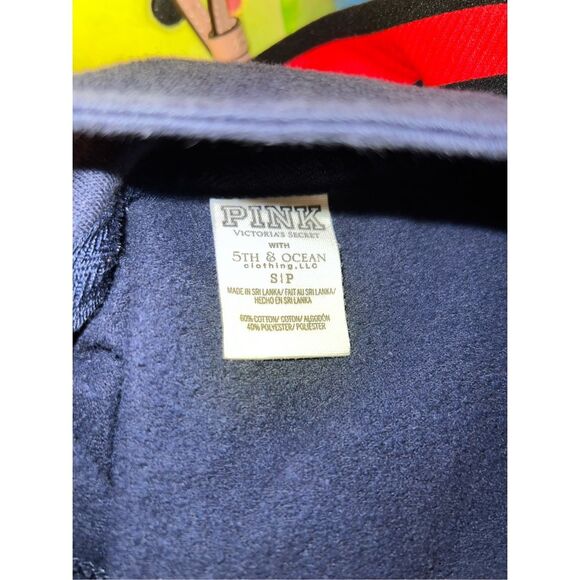 PINK
VICTORIA'S SECRET
WITH
5TH & OCEAN
clothing,LLC
S|P
MADE IN SRI LANKA/ FAIT AU SRI LANKA/
HECHO EN SRI LANKA
60% COTTON/ COTON/ ALGODÓN
40% POLYESTER/ POLIESTER